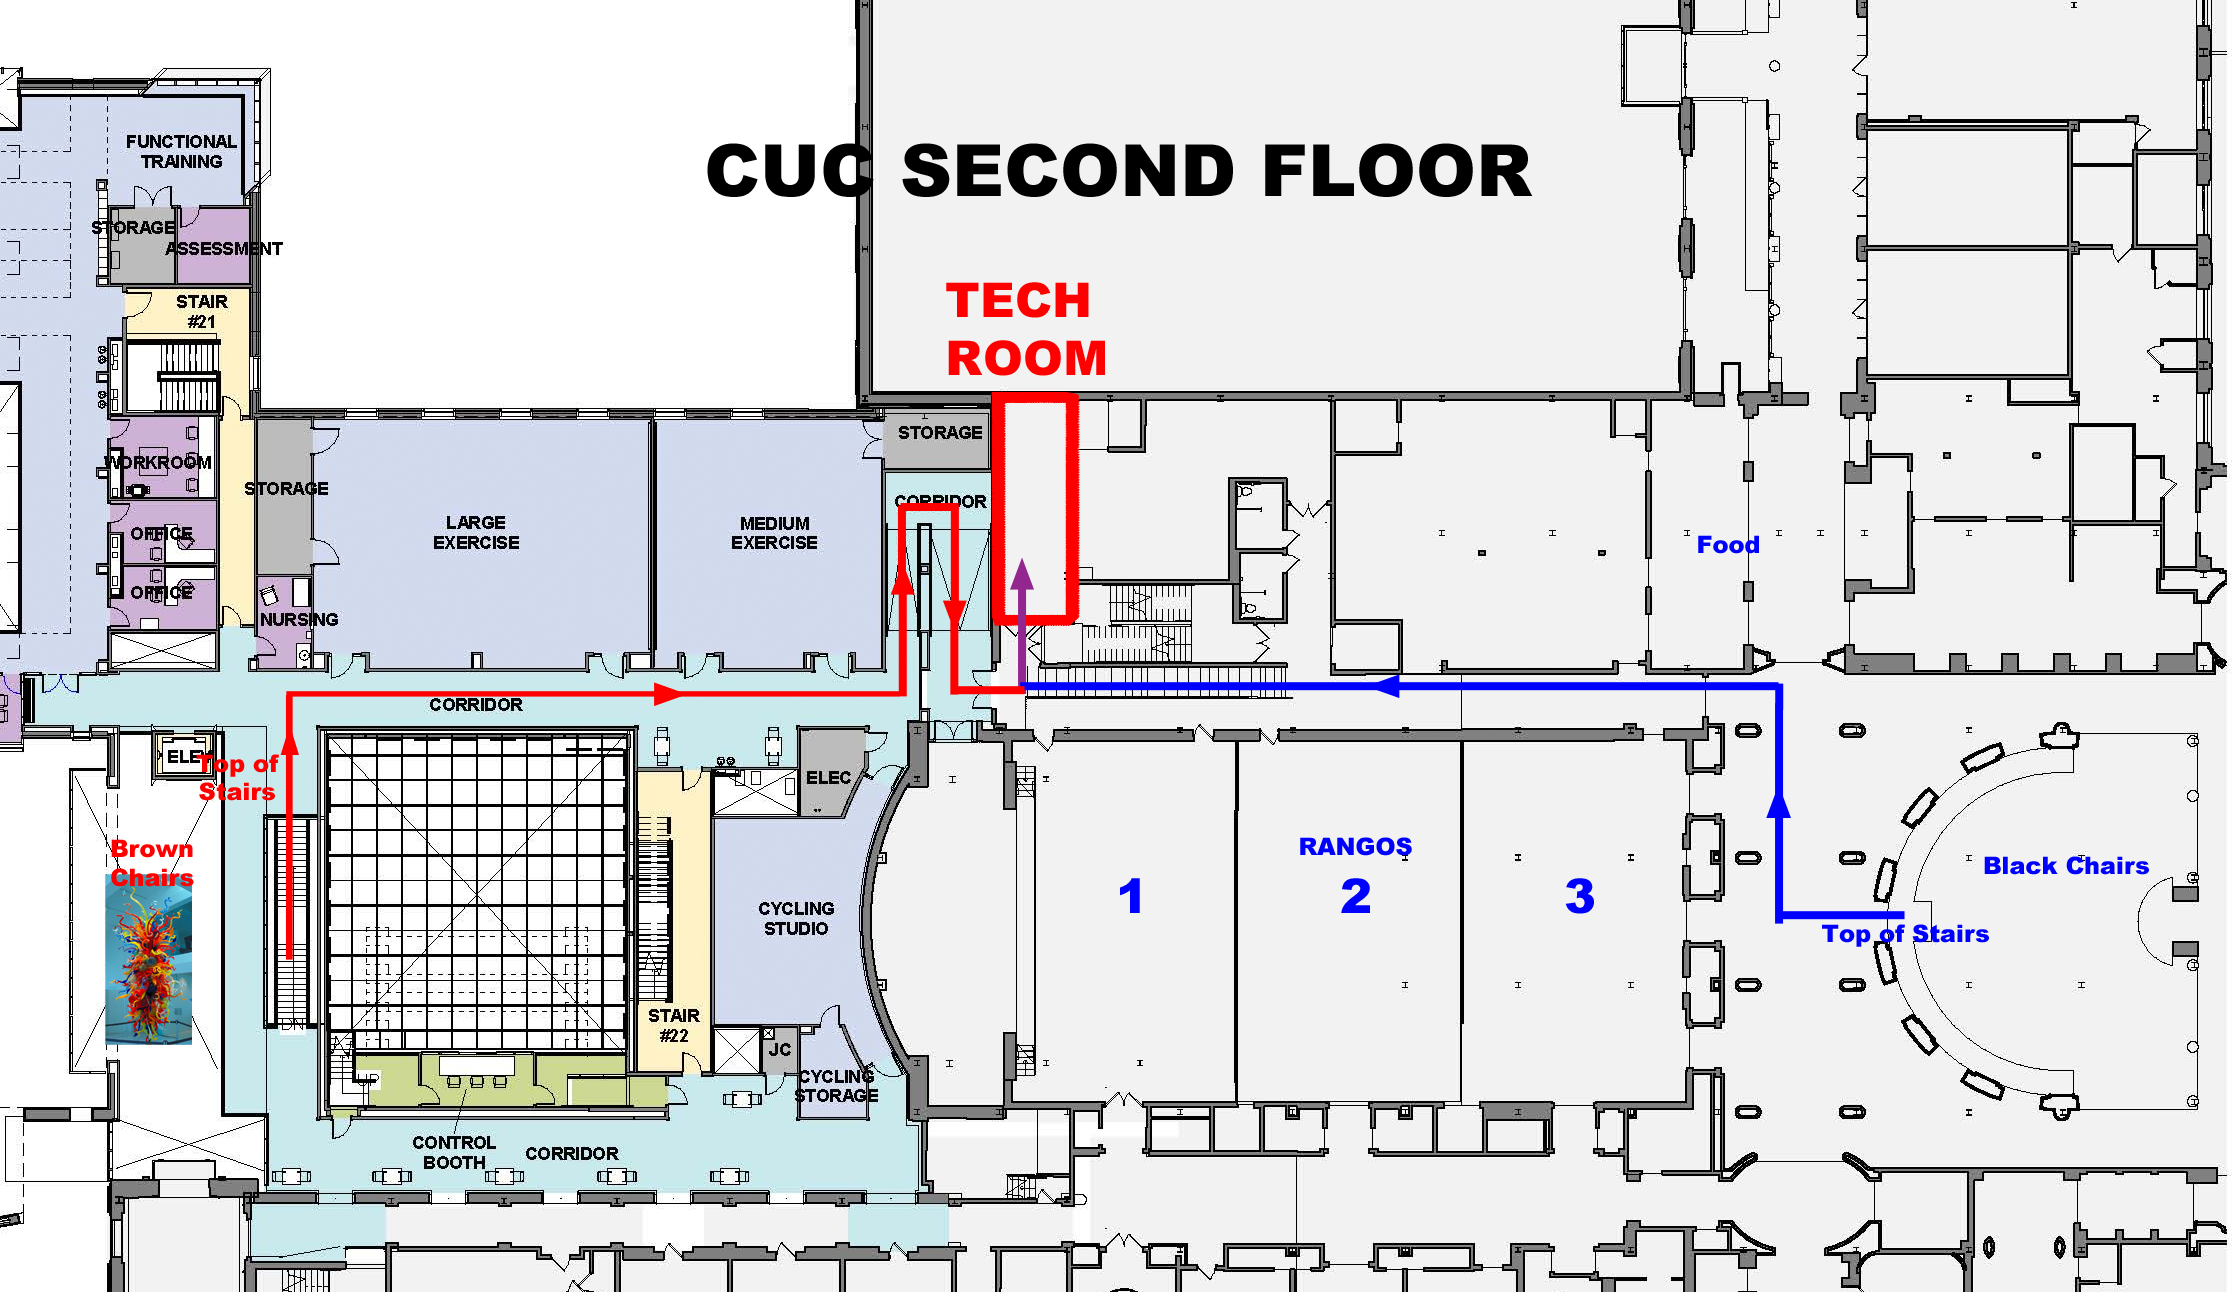 CUC SECOND FLOOR
FUNCTIONAL
TRAINING
STORAGE
ASSESSMENT
STAIR
#21
TECH
ROOM
WORKROOM
STORAGE
OFFICE
OFFICE
NURSING
LARGE
EXERCISE
MEDIUM
EXERCISE
STORAGE
CORRIDOR
Food
CORRIDOR
ELEV
Top of
Stairs
Brown
Chairs
DN
ELEC
CYCLING
STUDIO
STAIR
#22
JC
CYCLING
STORAGE
CONTROL
BOOTH
CORRIDOR
RANGOS
1
2
3
Black Chairs
Top of Stairs